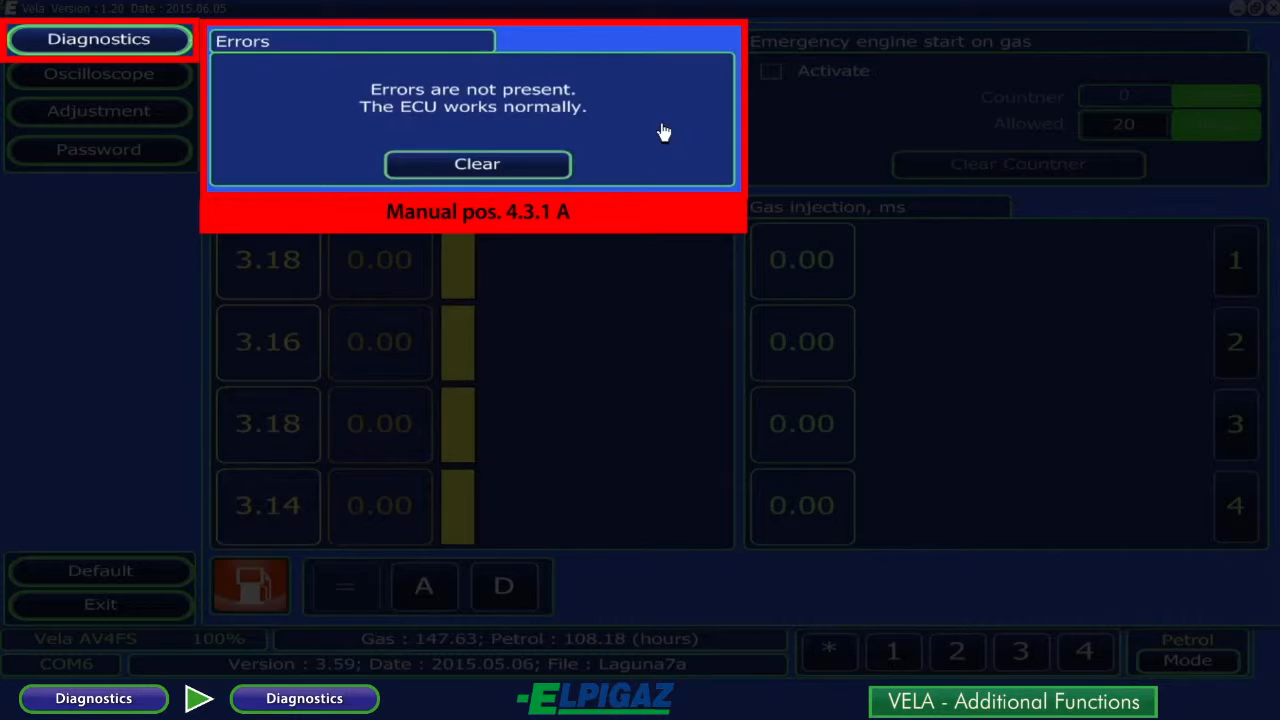 Vela Version : 1.20 Date : 2015.06.05
Diagnostics
Oscilloscope
Adjustment
Password
Errors
Errors are not present.
The ECU works normally.
Clear
Manual pos. 4.3.1 A
Emergency engine start on gas
Activate
Countner 0
Allowed 20
Clear Countner
Gas injection, ms
3.18 0.00
3.16 0.00
3.18 0.00
3.14 0.00
0.00 1
0.00 2
0.00 3
0.00 4
Default
Exit
= A D
Vela AV4FS 100% Gas : 147.63; Petrol : 108.18 (hours)
COM6 Version : 3.59; Date : 2015.05.06; File : Laguna7a
* 1 2 3 4
Petrol
Mode
Diagnostics Diagnostics
ELPIGAZ
VELA - Additional Functions